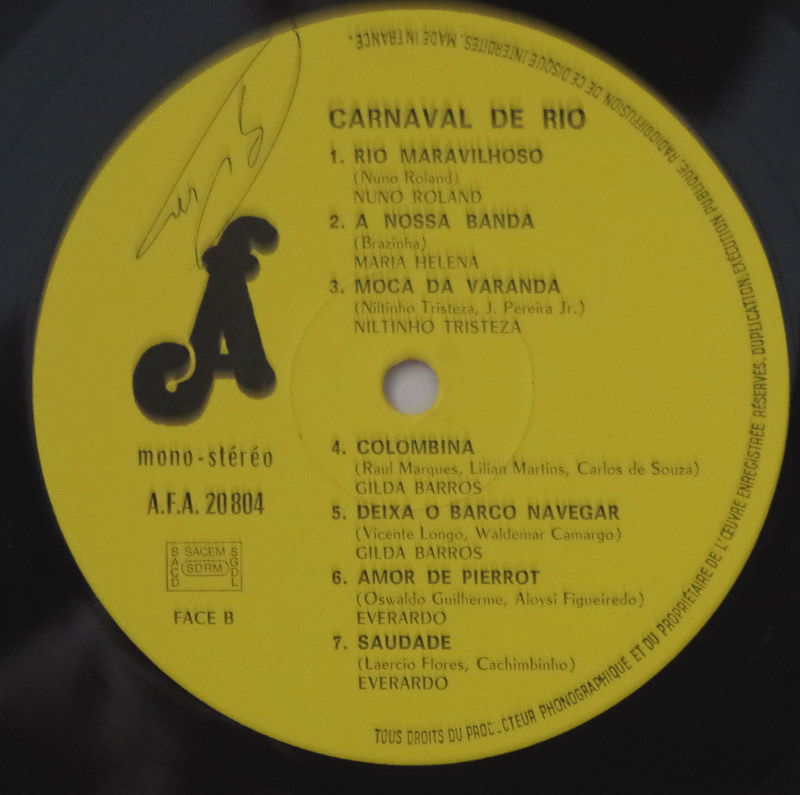 CARNAVAL DE RIO
1. RIO MARAVILHOSO
(Nuno Roland)
NUNO ROLAND
2. A NOSSA BANDA
(Brazinha)
MARIA HELENA
3. MOCA DA VARANDA
(Niltinho Tristeza, J. Pereira Jr.)
NILTINHO TRISTEZA
4. COLOMBINA
(Raul Marques, Lilian Martins, Carlos de Souza)
GILDA BARROS
5. DEIXA O BARCO NAVEGAR
(Vicente Longo, Waldemar Camargo)
GILDA BARROS
6. AMOR DE PIERROT
(Oswaldo Guilherme, Aloysi Figueiredo)
EVERARDO
7. SAUDADE
(Laercio Flores, Cachimbinho)
EVERARDO
fA
mono-stéréo
A.F.A. 20 804
SACD SACEM SDRM SGDL
FACE B
TOUS DROITS DU PRODUCTEUR PHONOGRAPHIQUE ET DU PROPRIÉTAIRE DE L'ŒUVRE ENREGISTRÉE RÉSERVÉS. DUPLICATION, EXÉCUTION PUBLIQUE, RADIODIFFUSION DE CE DISQUE INTERDITES. MADE IN FRANCE.